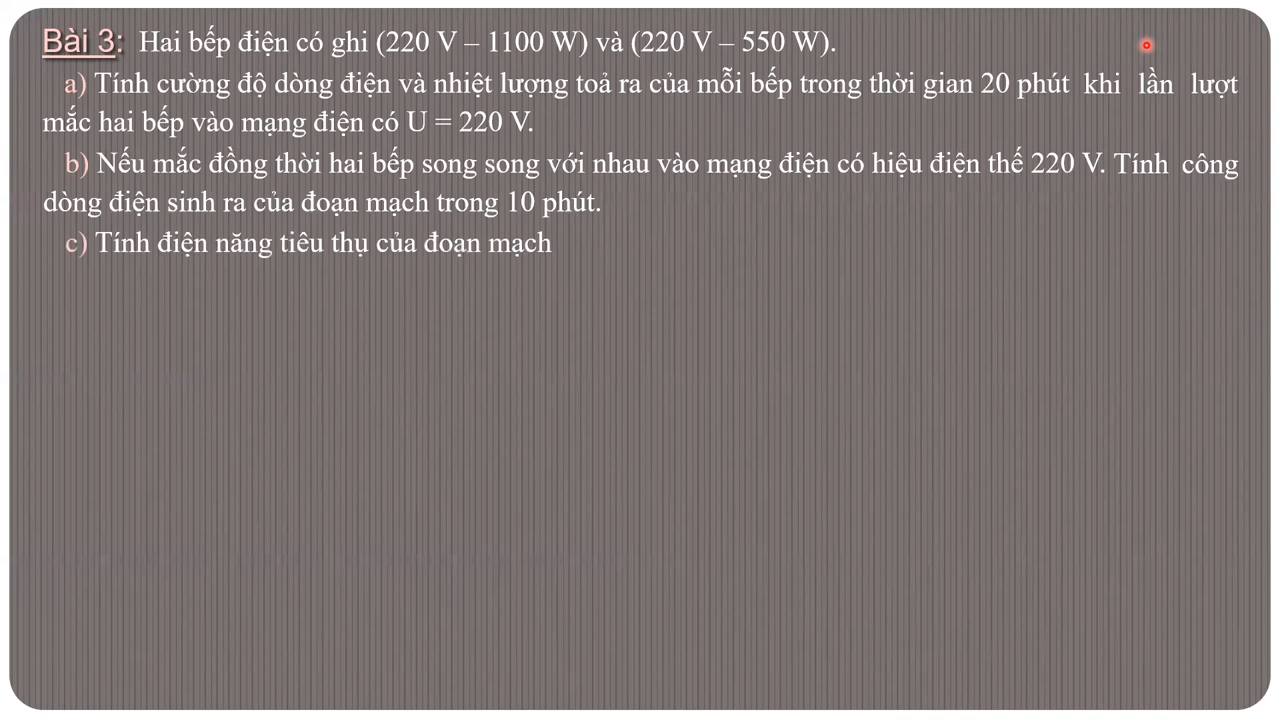 Bài 3: Hai bếp điện có ghi (220 V – 1100 W) và (220 V – 550 W).
a) Tính cường độ dòng điện và nhiệt lượng toả ra của mỗi bếp trong thời gian 20 phút khi lần lượt
mắc hai bếp vào mạng điện có U = 220 V.
b) Nếu mắc đồng thời hai bếp song song với nhau vào mạng điện có hiệu điện thế 220 V. Tính công
dòng điện sinh ra của đoạn mạch trong 10 phút.
c) Tính điện năng tiêu thụ của đoạn mạch